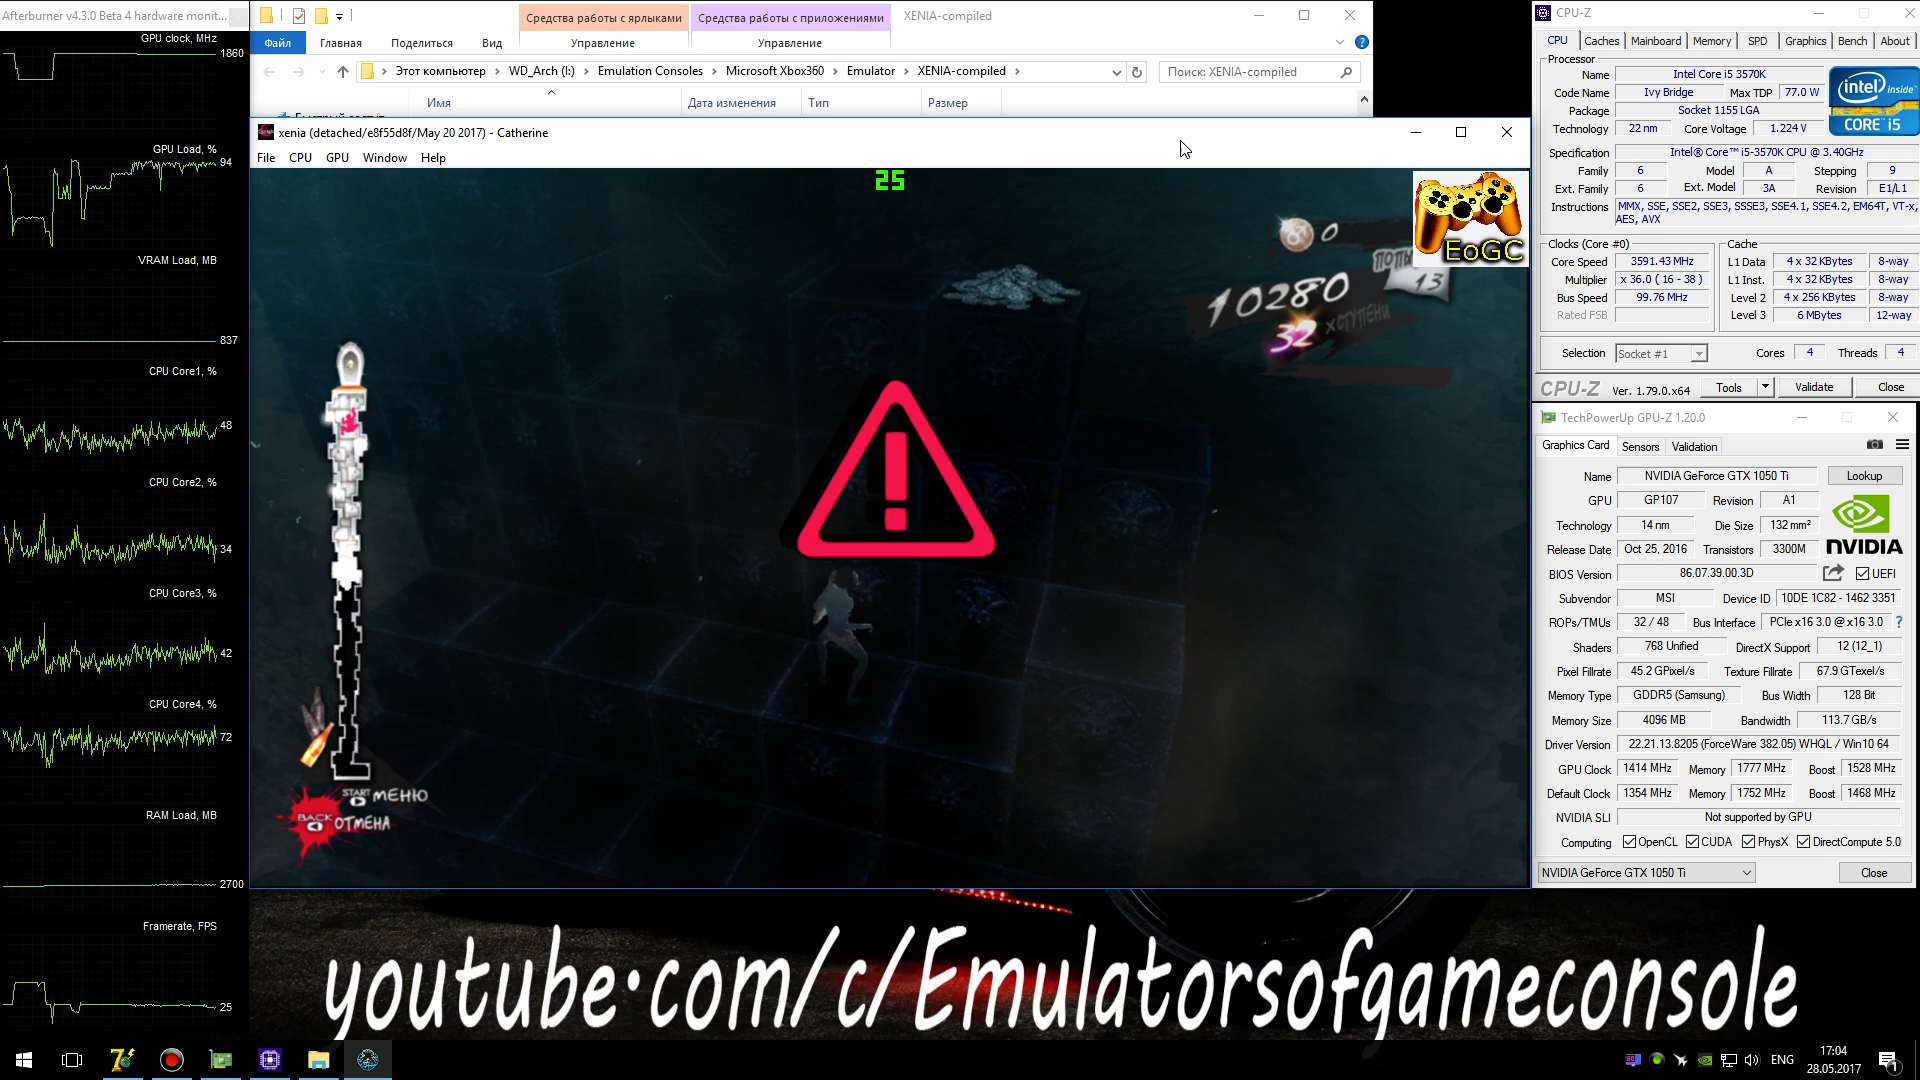 Afterburner v4.3.0 Beta 4 hardware monit...
GPU clock, MHz
1860
GPU Load, %
94
VRAM Load, MB
837
CPU Core1, %
48
CPU Core2, %
34
CPU Core3, %
42
CPU Core4, %
72
RAM Load, MB
2700
Framerate, FPS
25
Средства работы с ярлыками
Средства работы с приложениями
XENIA-compiled
Файл
Главная
Поделиться
Вид
Управление
Управление
Этот компьютер
WD_Arch (I:)
Emulation Consoles
Microsoft Xbox360
Emulator
XENIA-compiled
Поиск: XENIA-compiled
Имя
Дата изменения
Тип
Размер
xenia (detached/e8f55d8f/May 20 2017) - Catherine
File CPU GPU Window Help
25
EoGC
0
10280
13
32 X СТУПЕНИ
START МЕНЮ
BACK ОТМЕНА
CPU-Z
CPU Caches Mainboard Memory SPD Graphics Bench About
Processor
Name Intel Core i5 3570K
Code Name Ivy Bridge Max TDP 77.0 W
Package Socket 1155 LGA
Technology 22 nm Core Voltage 1.224 V
intel inside
CORE i5
Specification Intel® Core™ i5-3570K CPU @ 3.40GHz
Family 6 Model A Stepping 9
Ext. Family 6 Ext. Model 3A Revision E1/L1
Instructions MMX, SSE, SSE2, SSE3, SSSE3, SSE4.1, SSE4.2, EM64T, VT-x,
AES, AVX
Clocks (Core #0)
Core Speed 3591.43 MHz
Multiplier x 36.0 ( 16 - 38 )
Bus Speed 99.76 MHz
Rated FSB
Cache
L1 Data 4 x 32 KBytes 8-way
L1 Inst. 4 x 32 KBytes 8-way
Level 2 4 x 256 KBytes 8-way
Level 3 6 MBytes 12-way
Selection Socket #1 Cores 4 Threads 4
CPU-Z Ver. 1.79.0.x64 Tools Validate Close
TechPowerUp GPU-Z 1.20.0
Graphics Card Sensors Validation
Name NVIDIA GeForce GTX 1050 Ti Lookup
GPU GP107 Revision A1
Technology 14 nm Die Size 132 mm²
Release Date Oct 25, 2016 Transistors 3300M
NVIDIA
BIOS Version 86.07.39.00.3D UEFI
Subvendor MSI Device ID 10DE 1C82 - 1462 3351
ROPs/TMUs 32 / 48 Bus Interface PCIe x16 3.0 @ x16 3.0 ?
Shaders 768 Unified DirectX Support 12 (12_1)
Pixel Fillrate 45.2 GPixel/s Texture Fillrate 67.9 GTexel/s
Memory Type GDDR5 (Samsung) Bus Width 128 Bit
Memory Size 4096 MB Bandwidth 113.7 GB/s
Driver Version 22.21.13.8205 (ForceWare 382.05) WHQL / Win10 64
GPU Clock 1414 MHz Memory 1777 MHz Boost 1528 MHz
Default Clock 1354 MHz Memory 1752 MHz Boost 1468 MHz
NVIDIA SLI Not supported by GPU
Computing OpenCL CUDA PhysX DirectCompute 5.0
NVIDIA GeForce GTX 1050 Ti Close
youtube.com/c/Emulatorsofgameconsole
ENG
17:04
28.05.2017
1